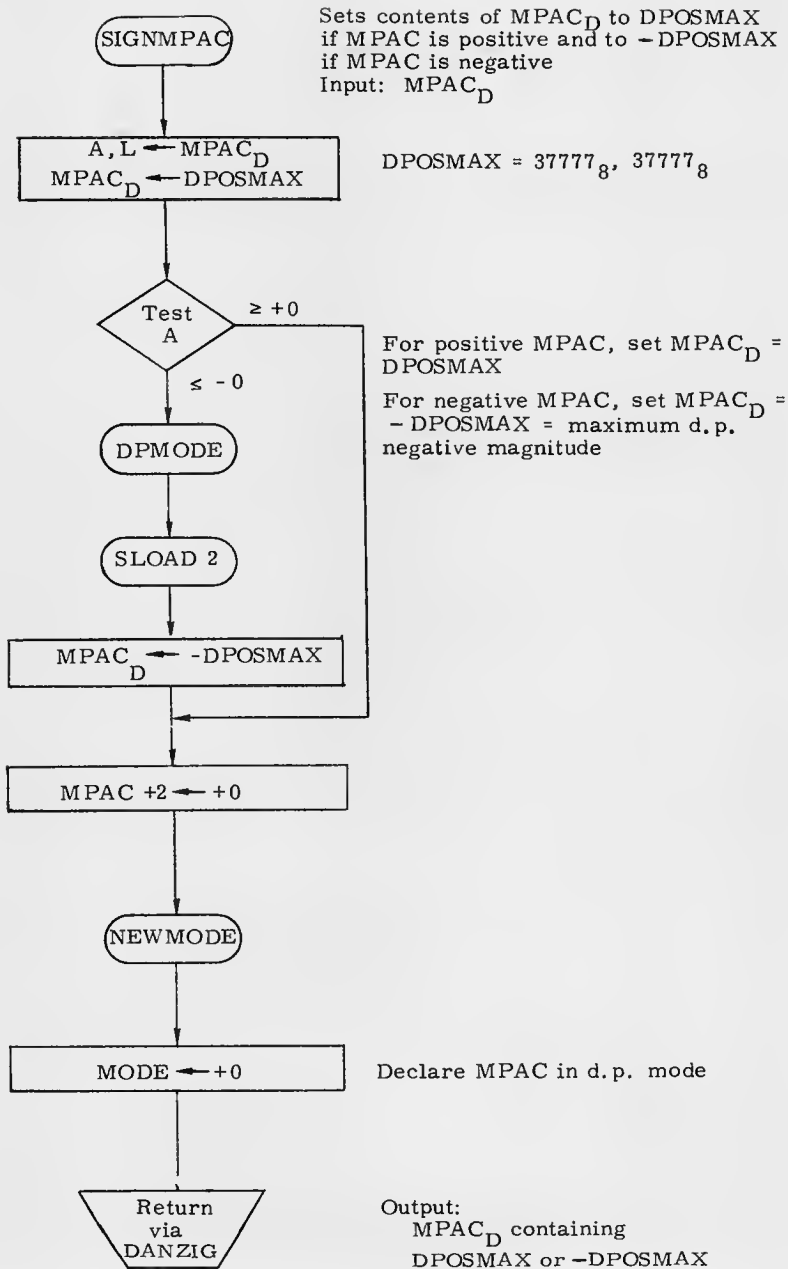 SIGNMPAC
Sets contents of MPAC_D to DPOSMAX
if MPAC is positive and to -DPOSMAX
if MPAC is negative
Input: MPAC_D
A, L ← MPAC_D
MPAC_D ← DPOSMAX
DPOSMAX = 37777_8, 37777_8
Test
A
≥ +0
≤ -0
For positive MPAC, set MPAC_D =
DPOSMAX
For negative MPAC, set MPAC_D =
- DPOSMAX = maximum d.p.
negative magnitude
DPMODE
SLOAD 2
MPAC_D ← -DPOSMAX
MPAC +2 ← +0
NEWMODE
MODE ← +0
Declare MPAC in d.p. mode
Return
via
DANZIG
Output:
MPAC_D containing
DPOSMAX or -DPOSMAX